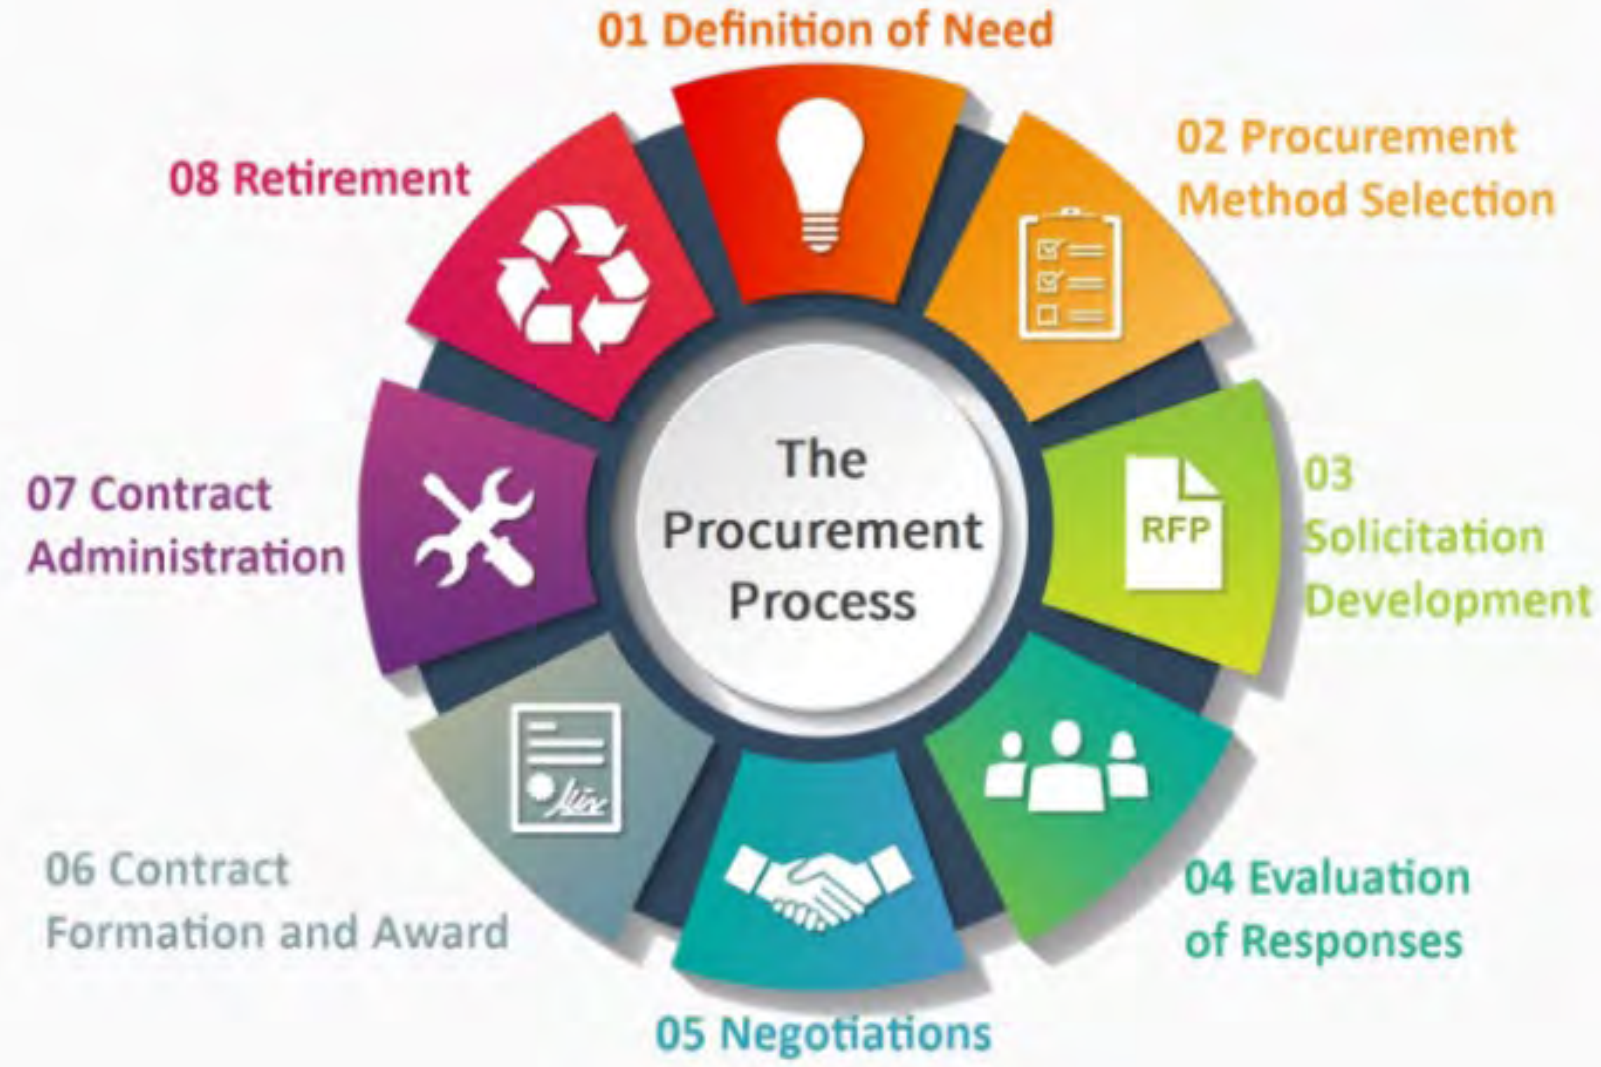 01 Definition of Need
02 Procurement
Method Selection
03
Solicitation
Development
RFP
04 Evaluation
of Responses
05 Negotiations
06 Contract
Formation and Award
07 Contract
Administration
08 Retirement
The
Procurement
Process